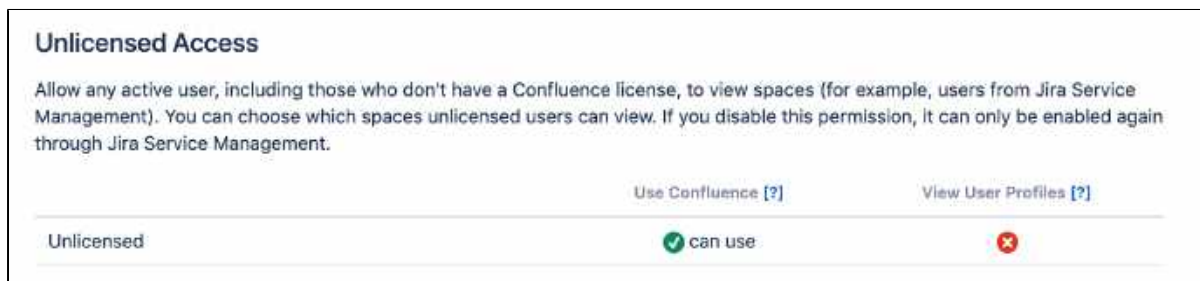 Unlicensed Access
Allow any active user, including those who don't have a Confluence license, to view spaces (for example, users from Jira Service
Management). You can choose which spaces unlicensed users can view. If you disable this permission, it can only be enabled again
through Jira Service Management.
Use Confluence [?] View User Profiles [?]
Unlicensed can use